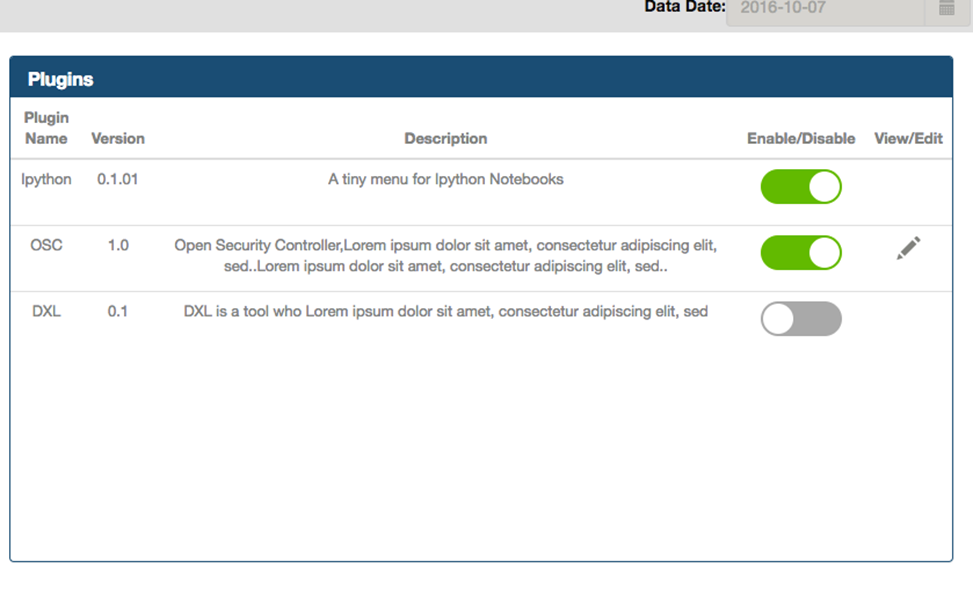 Data Date: 2016-10-07
Plugins
Plugin
Name Version Description Enable/Disable View/Edit
Ipython 0.1.01 A tiny menu for Ipython Notebooks
OSC 1.0 Open Security Controller,Lorem ipsum dolor sit amet, consectetur adipiscing elit,
sed..Lorem ipsum dolor sit amet, consectetur adipiscing elit, sed..
DXL 0.1 DXL is a tool who Lorem ipsum dolor sit amet, consectetur adipiscing elit, sed